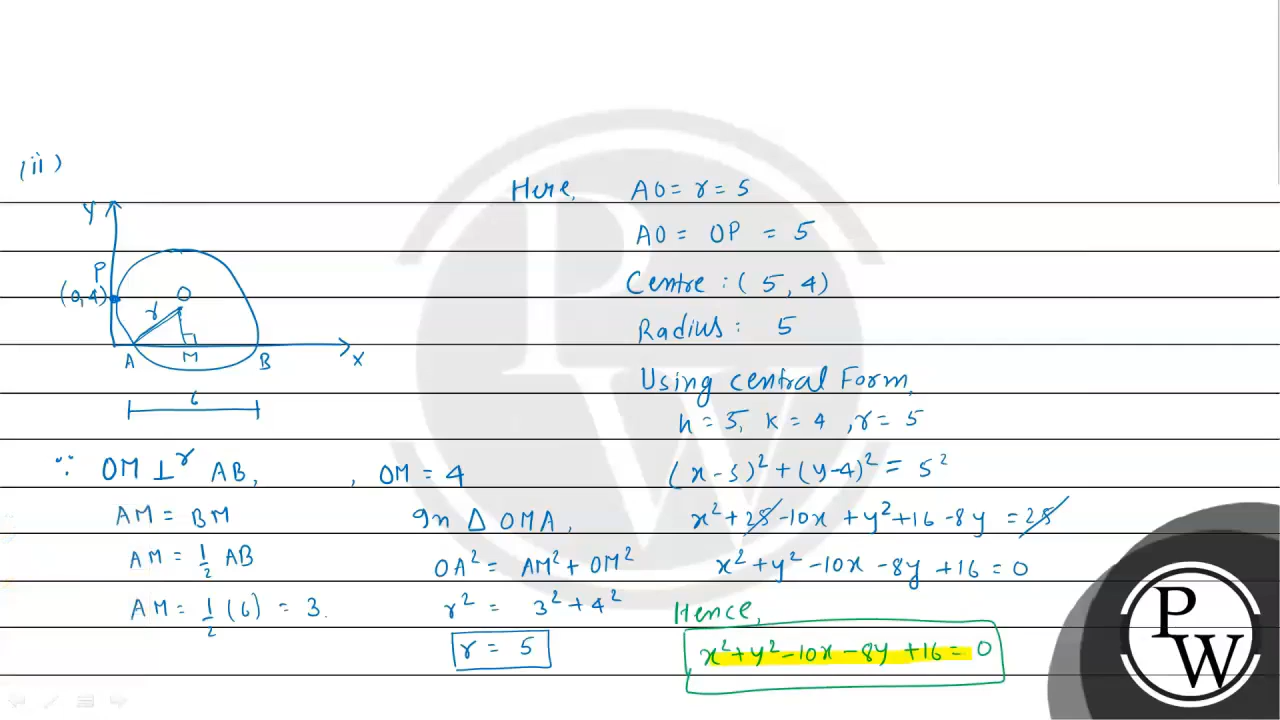 (ii)
Y
P
(0,4)
O
r
A
M
B
X
6
∵ OM ⊥r AB, , OM = 4
AM = BM
AM = 1/2 AB
AM = 1/2 (6) = 3.
In Δ OMA,
OA² = AM² + OM²
r² = 3² + 4²
r = 5
Here, AO = r = 5
AO = OP = 5
Centre : (5, 4)
Radius : 5
Using central Form,
h = 5, k = 4, r = 5
(x-5)² + (y-4)² = 5²
x² + 25 - 10x + y² + 16 - 8y = 25
x² + y² - 10x - 8y + 16 = 0
Hence,
x² + y² - 10x - 8y + 16 = 0
P
W
P
W